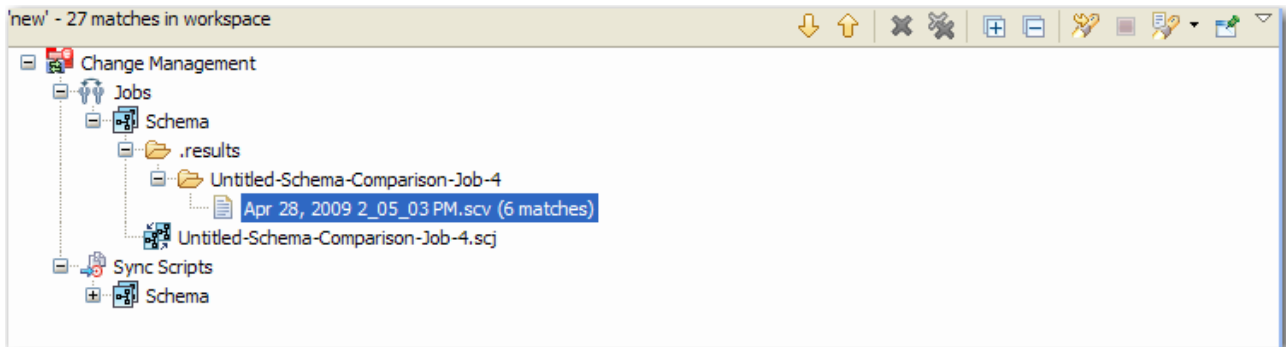 'new' - 27 matches in workspace
Change Management
Jobs
Schema
.results
Untitled-Schema-Comparison-Job-4
Apr 28, 2009 2_05_03 PM.scv (6 matches)
Untitled-Schema-Comparison-Job-4.scj
Sync Scripts
Schema